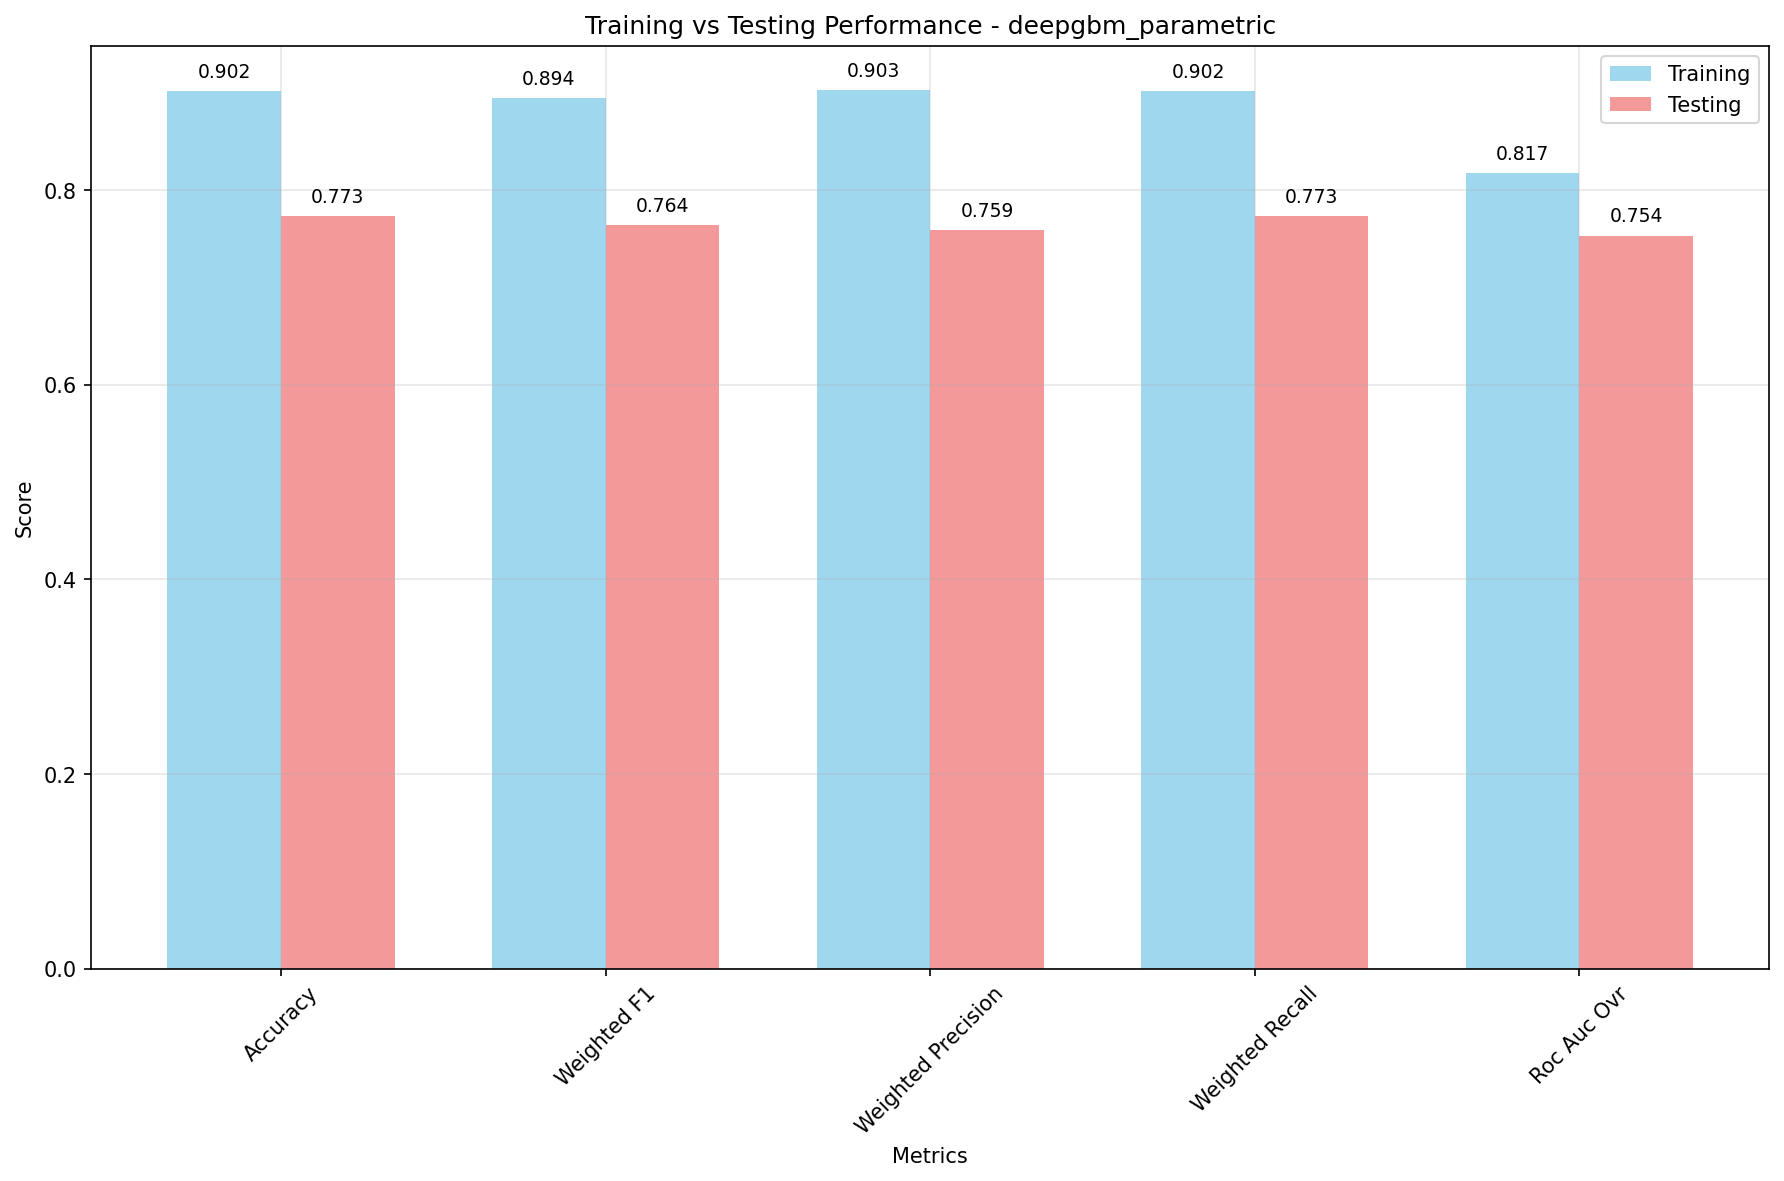 Training vs Testing Performance - deepgbm_parametric
Training
Testing
0.902
0.894
0.903
0.902
0.817
0.773
0.764
0.759
0.773
0.754
Score
0.8
0.6
0.4
0.2
0.0
Accuracy
Weighted F1
Weighted Precision
Weighted Recall
Roc Auc Ovr
Metrics